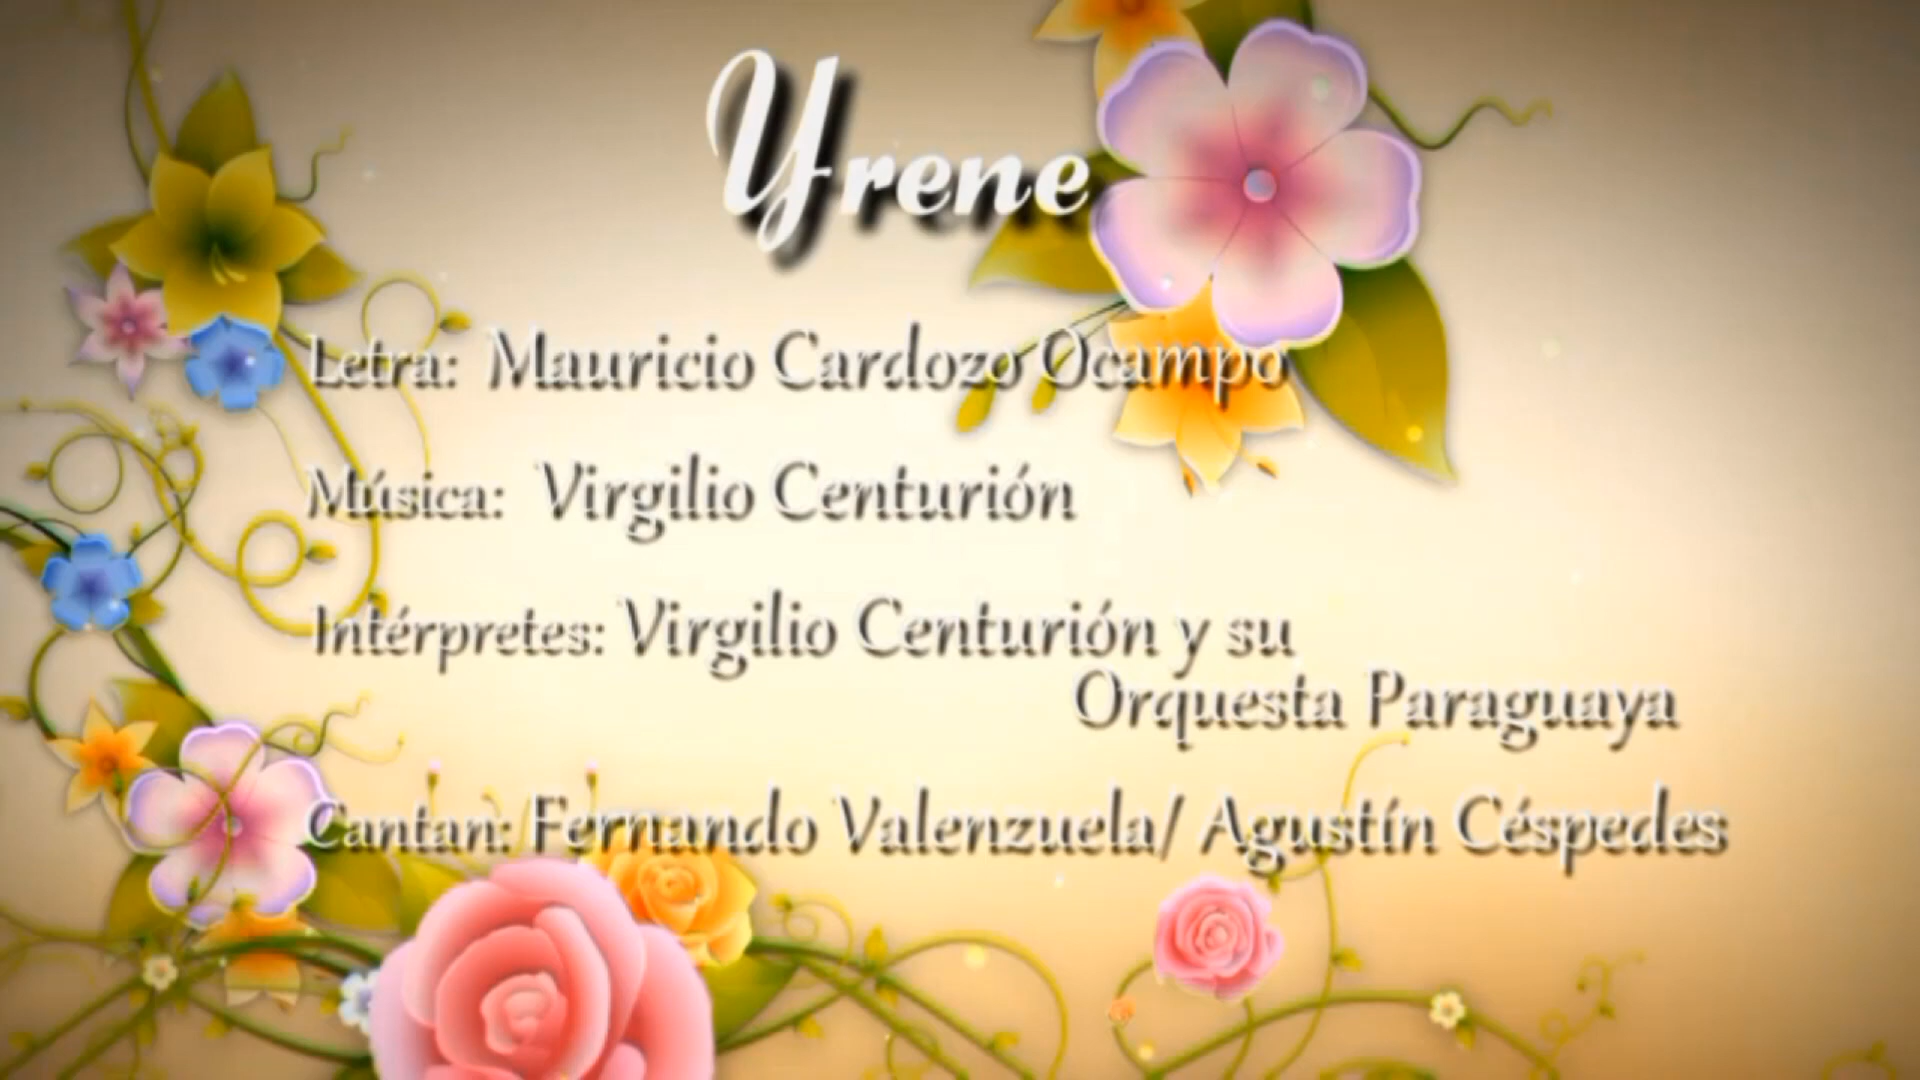 Yrene
Letra: Mauricio Cardozo Ocampo
Música: Virgilio Centurión
Intérpretes: Virgilio Centurión y su
Orquesta Paraguaya
Cantan: Fernando Valenzuela/ Agustín Céspedes